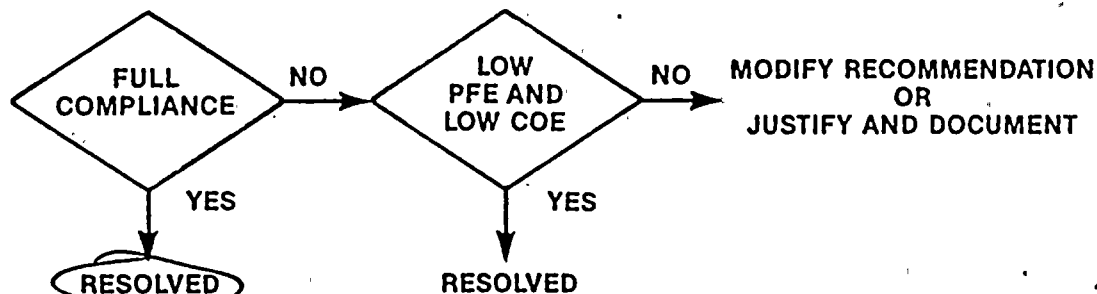 FULL
COMPLIANCE
NO
LOW
PFE AND
LOW COE
NO
MODIFY RECOMMENDATION
OR
JUSTIFY AND DOCUMENT
YES
YES
RESOLVED
RESOLVED